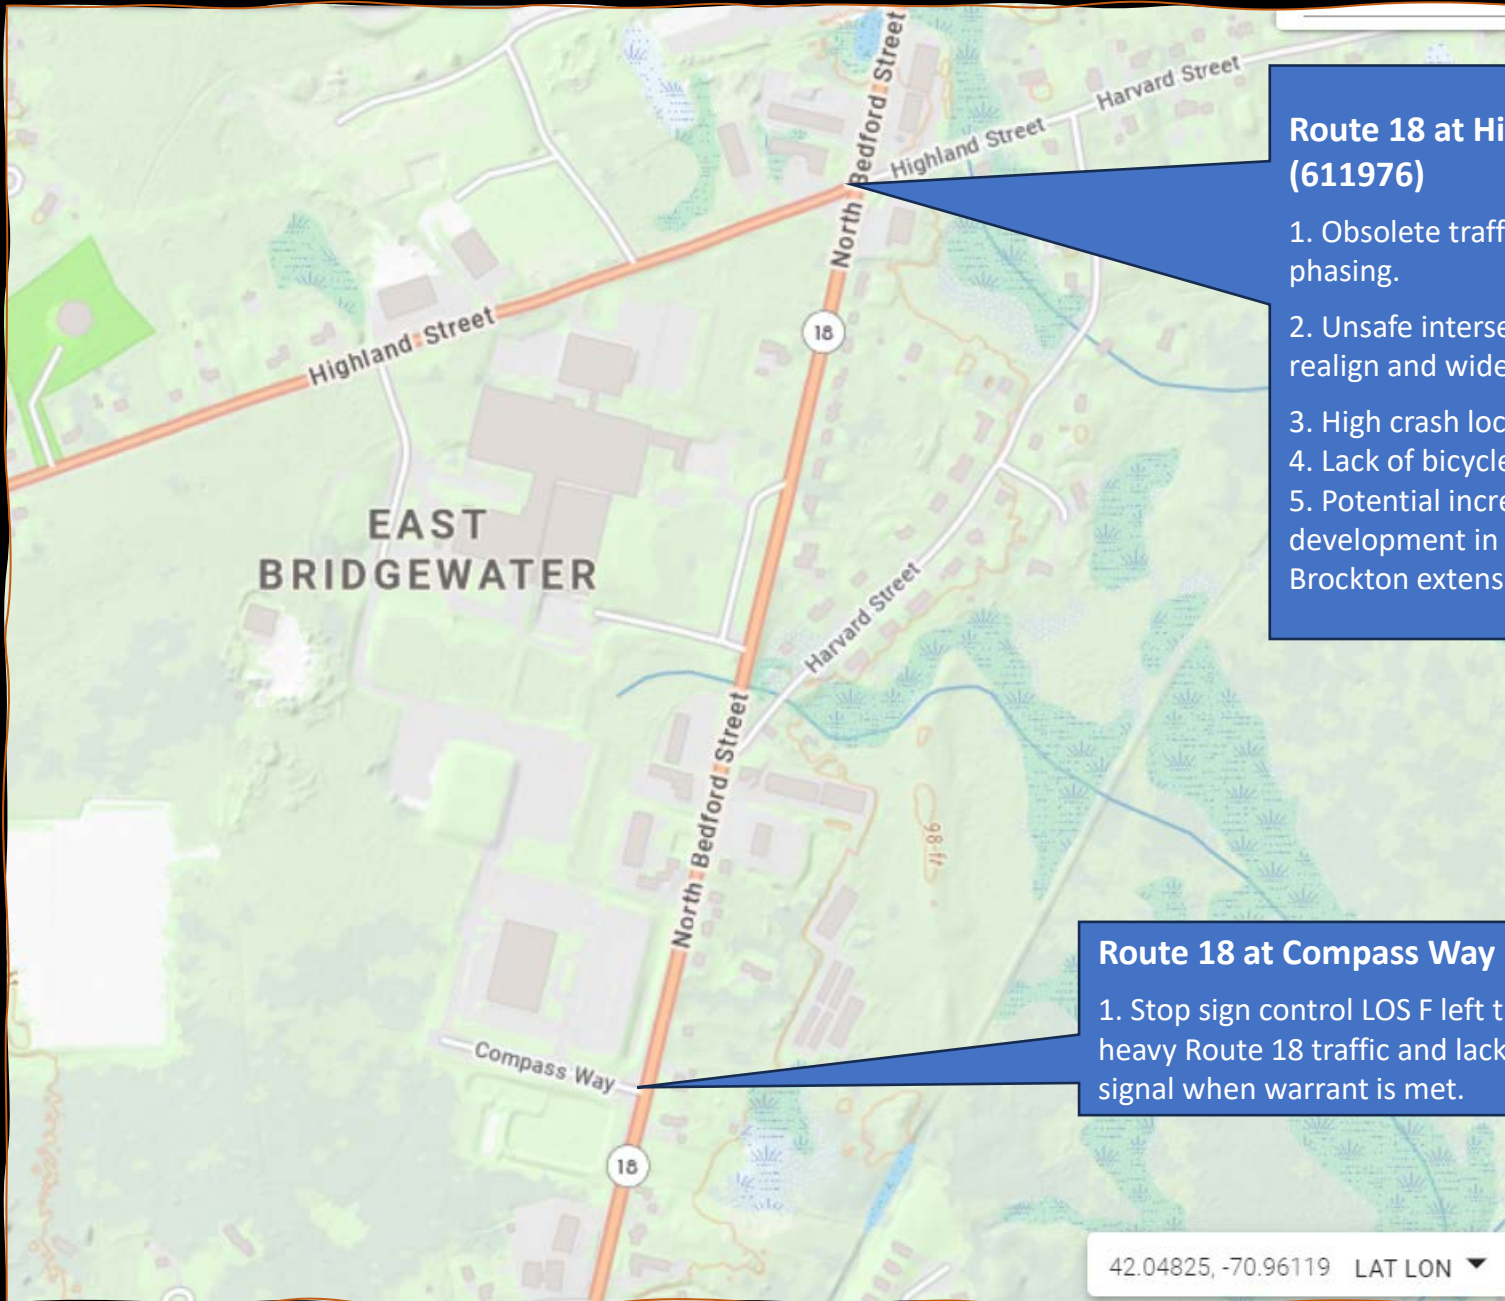 North Bedford Street
Harvard Street
Highland Street
18
Highland Street
EAST
BRIDGEWATER
Harvard Street
North Bedford Street
98 ft
Compass Way
18
Route 18 at Hi
(611976)
1. Obsolete traff
phasing.
2. Unsafe interse
realign and wide
3. High crash loc
4. Lack of bicycle
5. Potential incre
development in
Brockton extens
Route 18 at Compass Way
1. Stop sign control LOS F left t
heavy Route 18 traffic and lack
signal when warrant is met.
42.04825, -70.96119 LAT LON